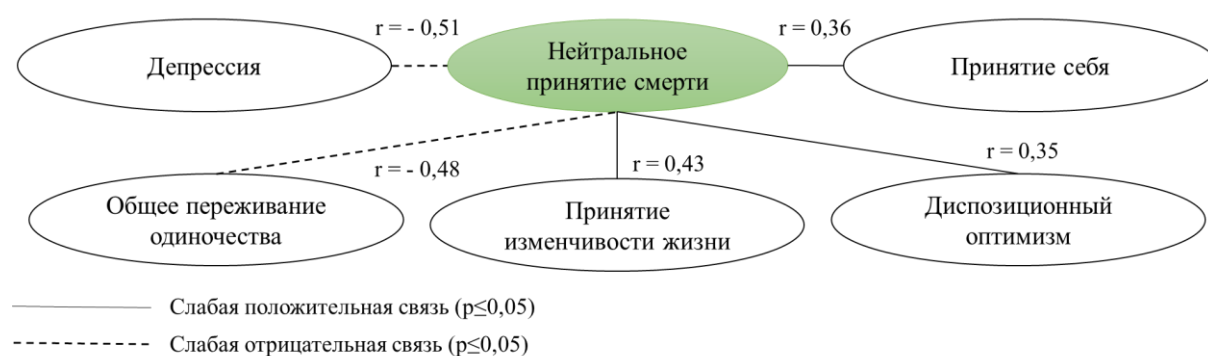 r = - 0,51
r = 0,36
Депрессия
Нейтральное
принятие смерти
Принятие себя
r = - 0,48
r = 0,43
r = 0,35
Общее переживание
одиночества
Принятие
изменчивости жизни
Диспозиционный
оптимизм
Слабая положительная связь (p≤0,05)
Слабая отрицательная связь (p≤0,05)